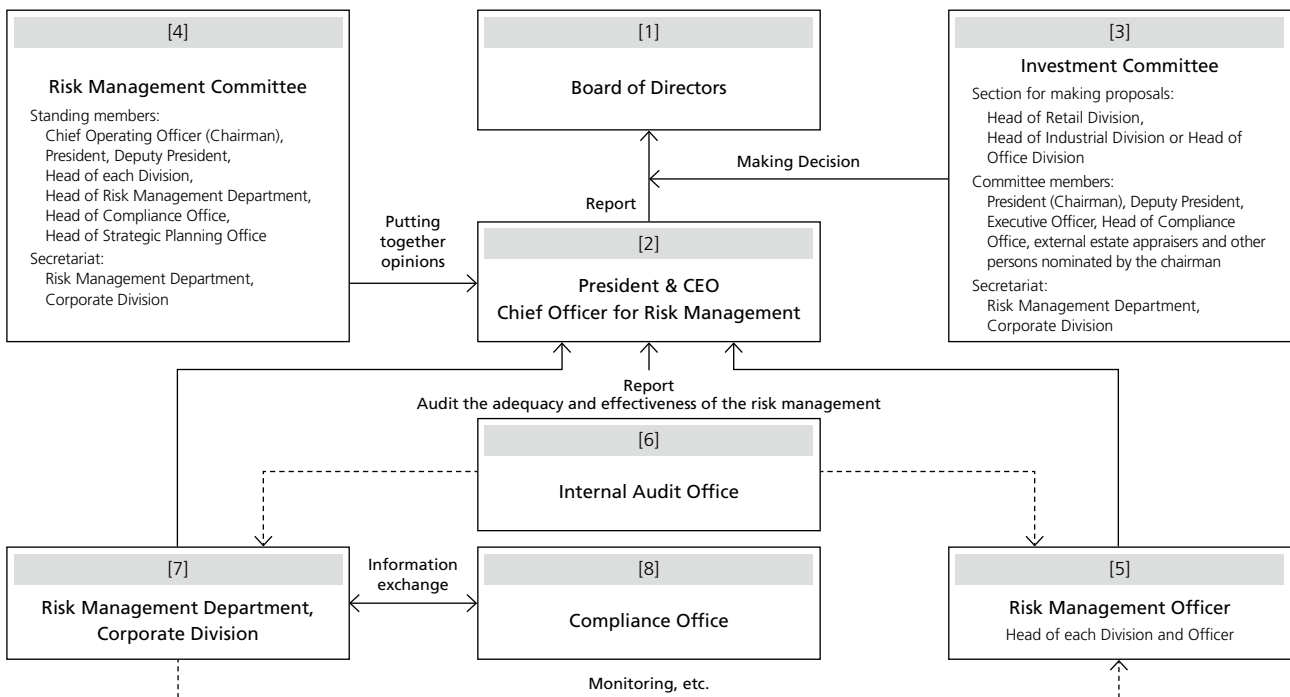 [4]
Risk Management Committee
Standing members:
Chief Operating Officer (Chairman),
President, Deputy President,
Head of each Division,
Head of Risk Management Department,
Head of Compliance Office,
Head of Strategic Planning Office
Secretariat:
Risk Management Department,
Corporate Division
[1]
Board of Directors
[3]
Investment Committee
Section for making proposals:
Head of Retail Division,
Head of Industrial Division or Head of
Office Division
Committee members:
President (Chairman), Deputy President,
Executive Officer, Head of Compliance
Office, external estate appraisers and other
persons nominated by the chairman
Secretariat:
Risk Management Department,
Corporate Division
Making Decision
Report
Putting
together
opinions
[2]
President & CEO
Chief Officer for Risk Management
Report
Audit the adequacy and effectiveness of the risk management
[6]
Internal Audit Office
[7]
Risk Management Department,
Corporate Division
Information
exchange
[8]
Compliance Office
[5]
Risk Management Officer
Head of each Division and Officer
Monitoring, etc.